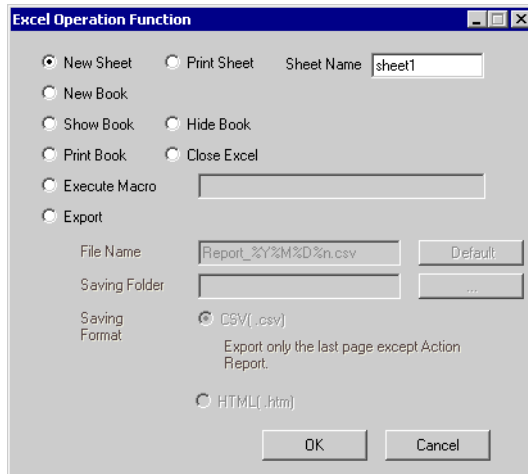 Excel Operation Function
New Sheet Print Sheet Sheet Name sheet1
New Book
Show Book Hide Book
Print Book Close Excel
Execute Macro
Export
File Name Report_%Y%M%D%n.csv Default
Saving Folder ...
Saving Format CSV( .csv)
Export only the last page except Action
Report.
HTML( .htm)
OK Cancel